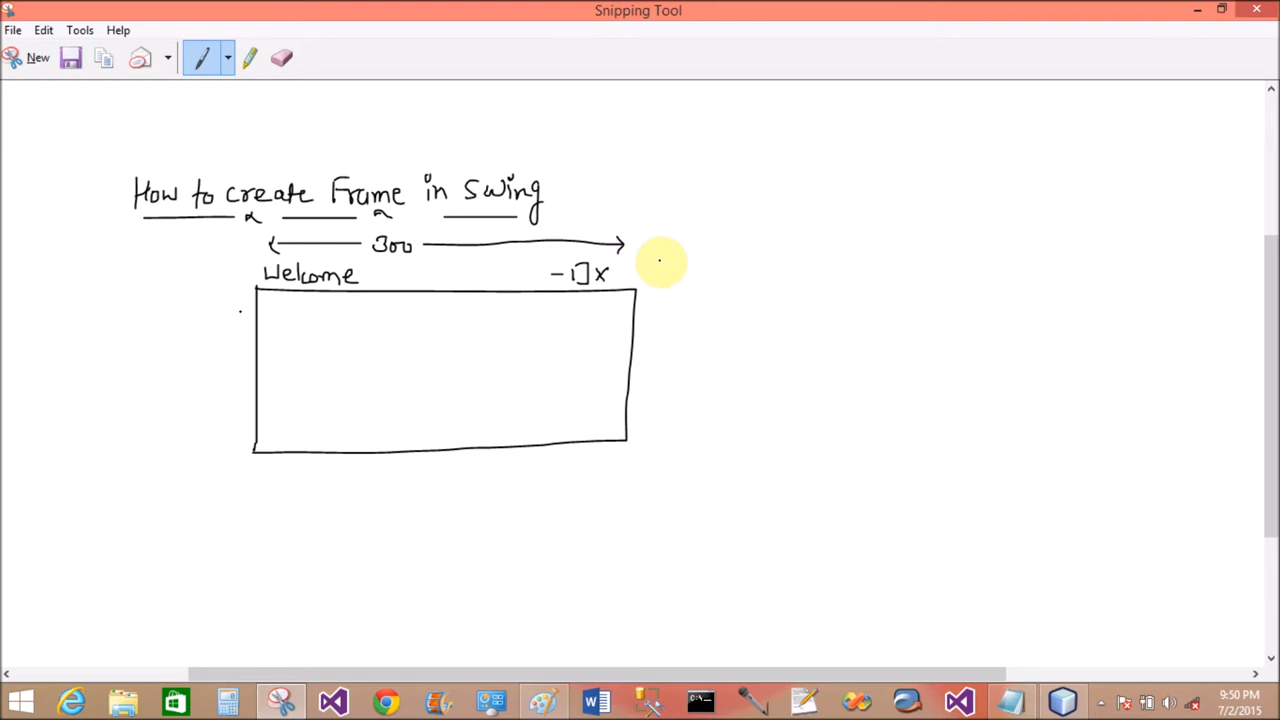 Snipping Tool
File Edit Tools Help
New
How to create Frame in Swing
300
Welcome - □ x
9:50 PM
7/2/2015